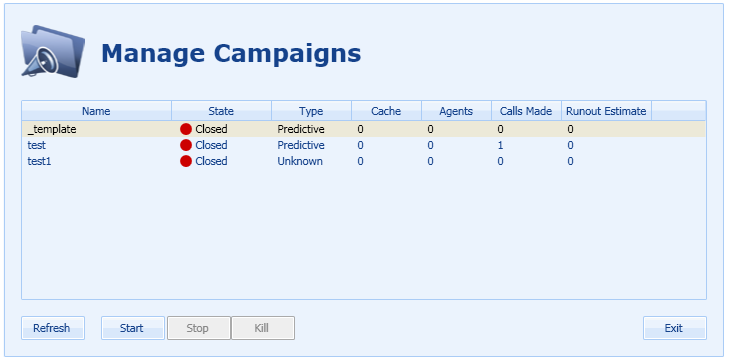 Manage Campaigns
Name State Type Cache Agents Calls Made Runout Estimate
_template Closed Predictive 0 0 0 0
test Closed Predictive 0 0 1 0
test1 Closed Unknown 0 0 0 0
Refresh Start Stop Kill Exit